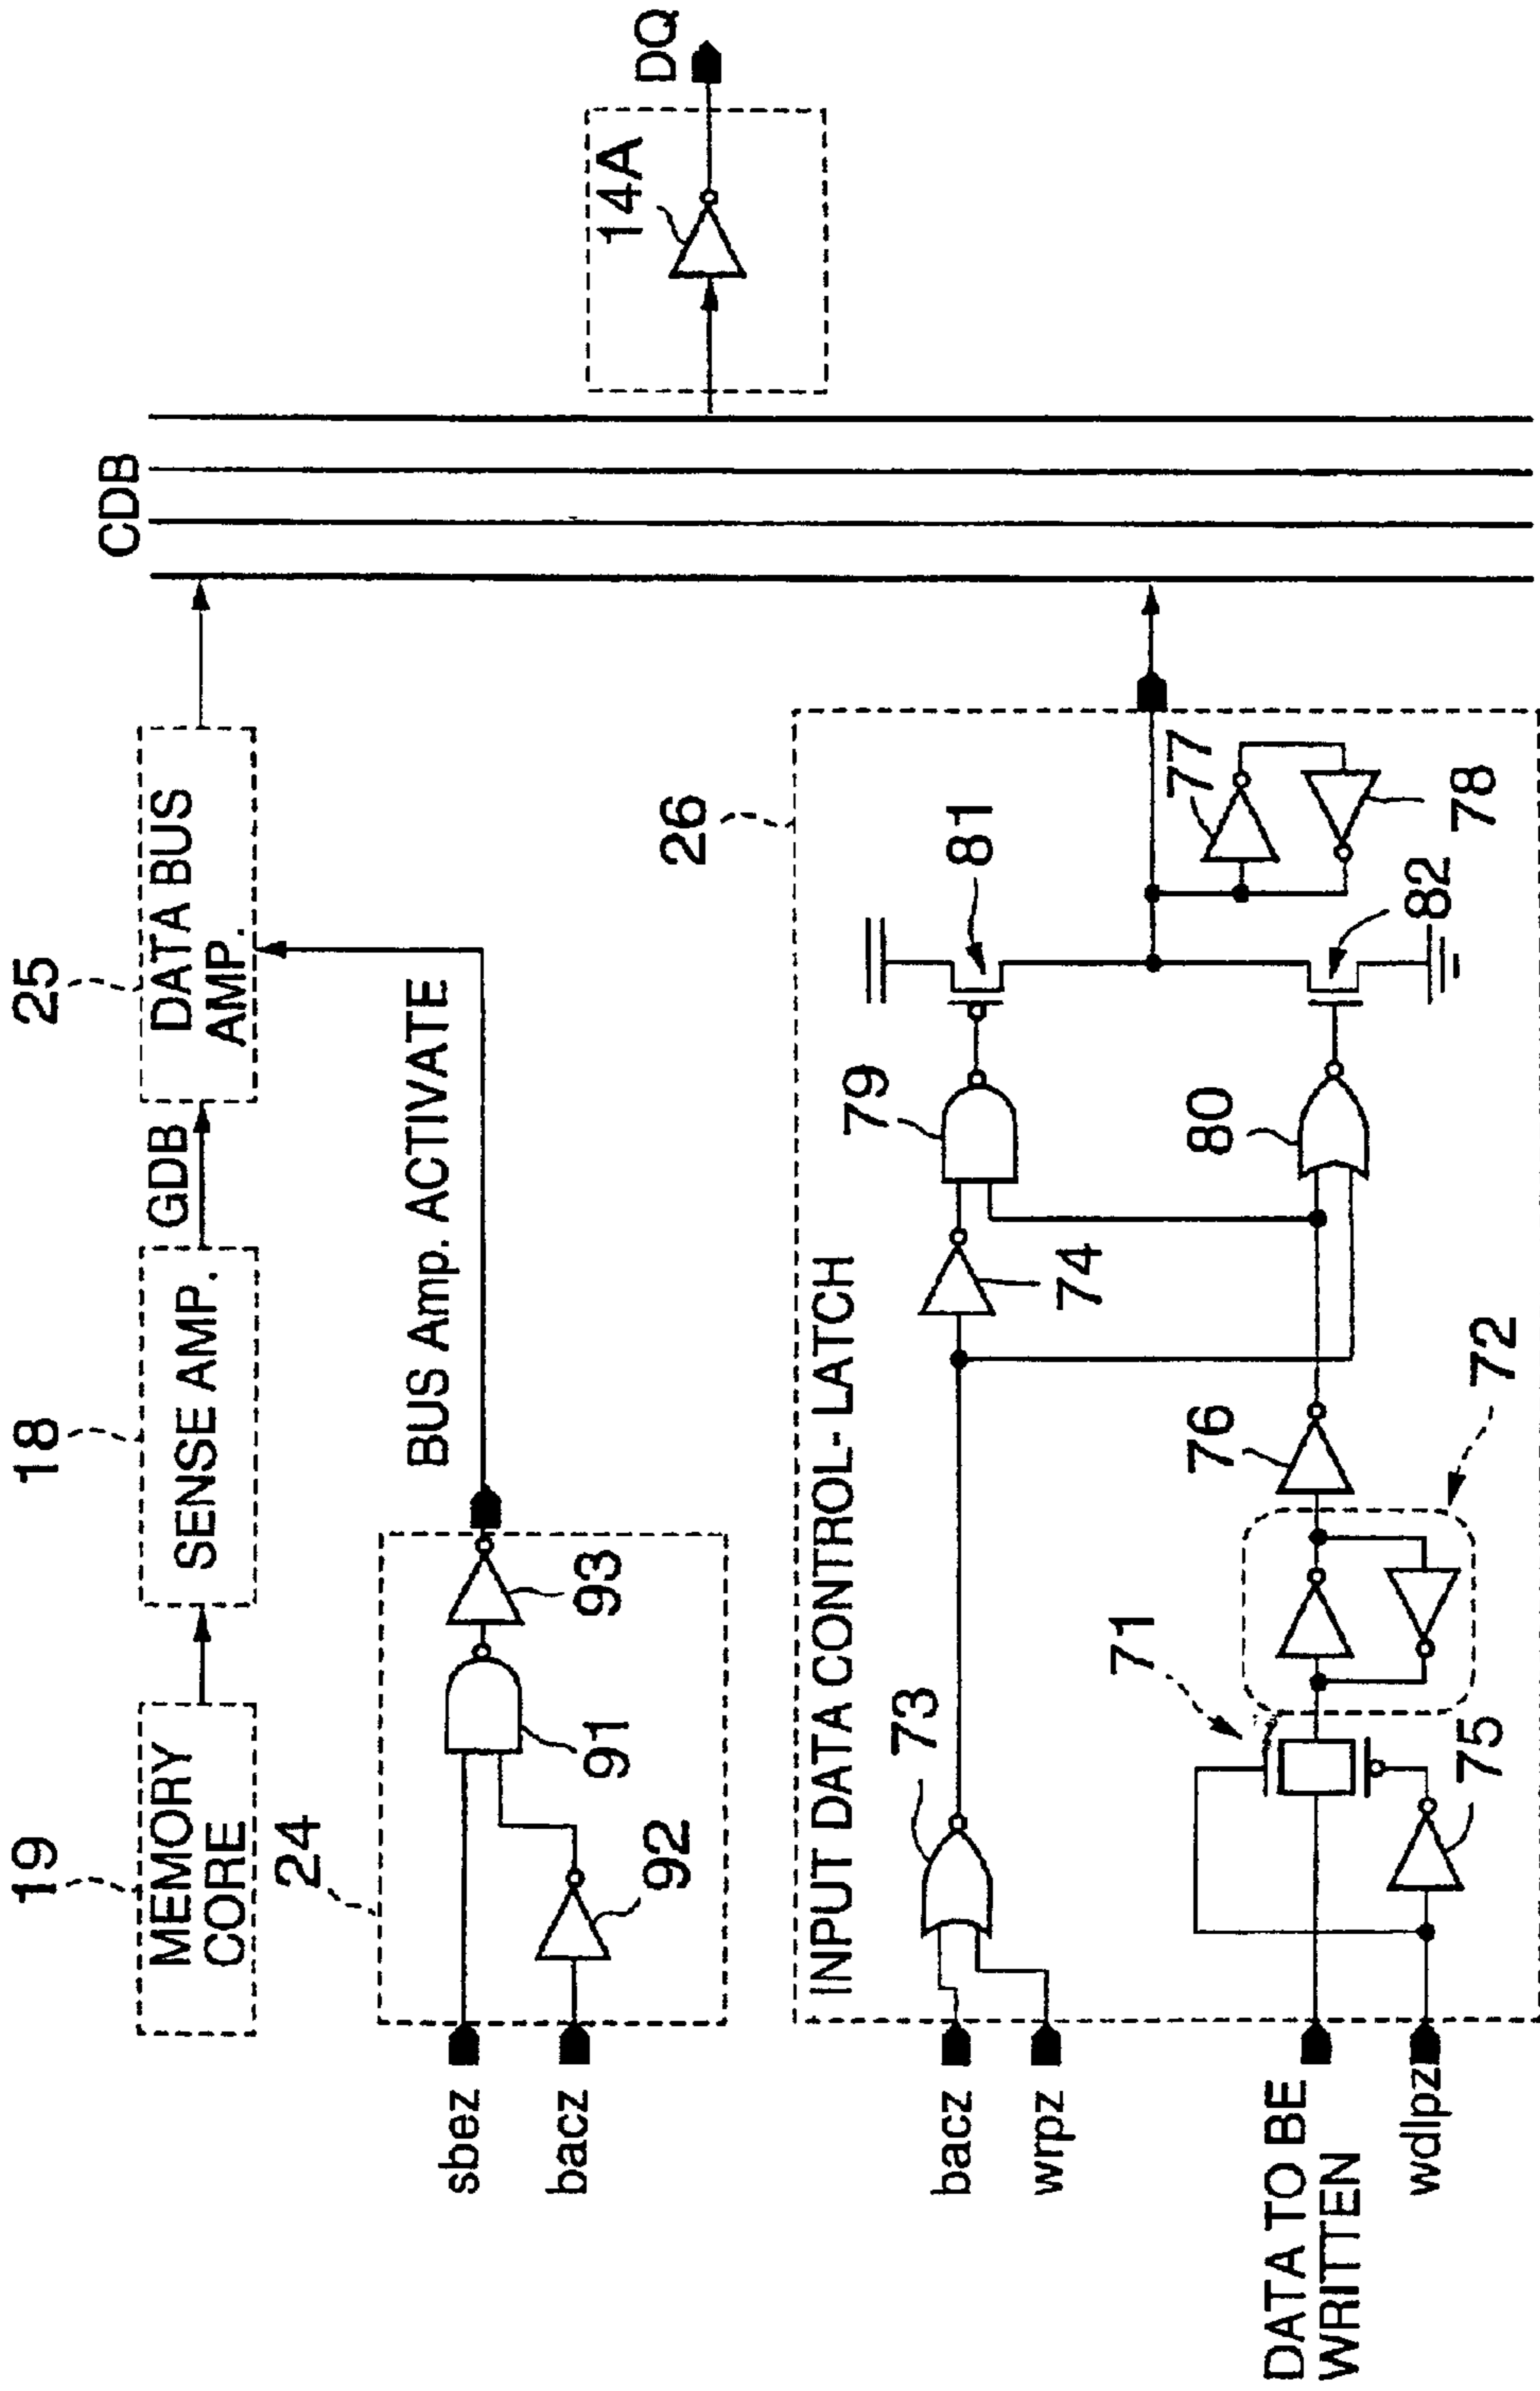 19
18
25
MEMORY
CORE
SENSE AMP.
GDB
DATA BUS
AMP.
CDB
24
sbez
bacz
91
92
93
BUS Amp. ACTIVATE
14A
DQ
26
INPUT DATA CONTROL-LATCH
bacz
wrpz
73
74
79
81
77
78
80
82
71
76
72
75
DATA TO BE
WRITTEN
wdlpz